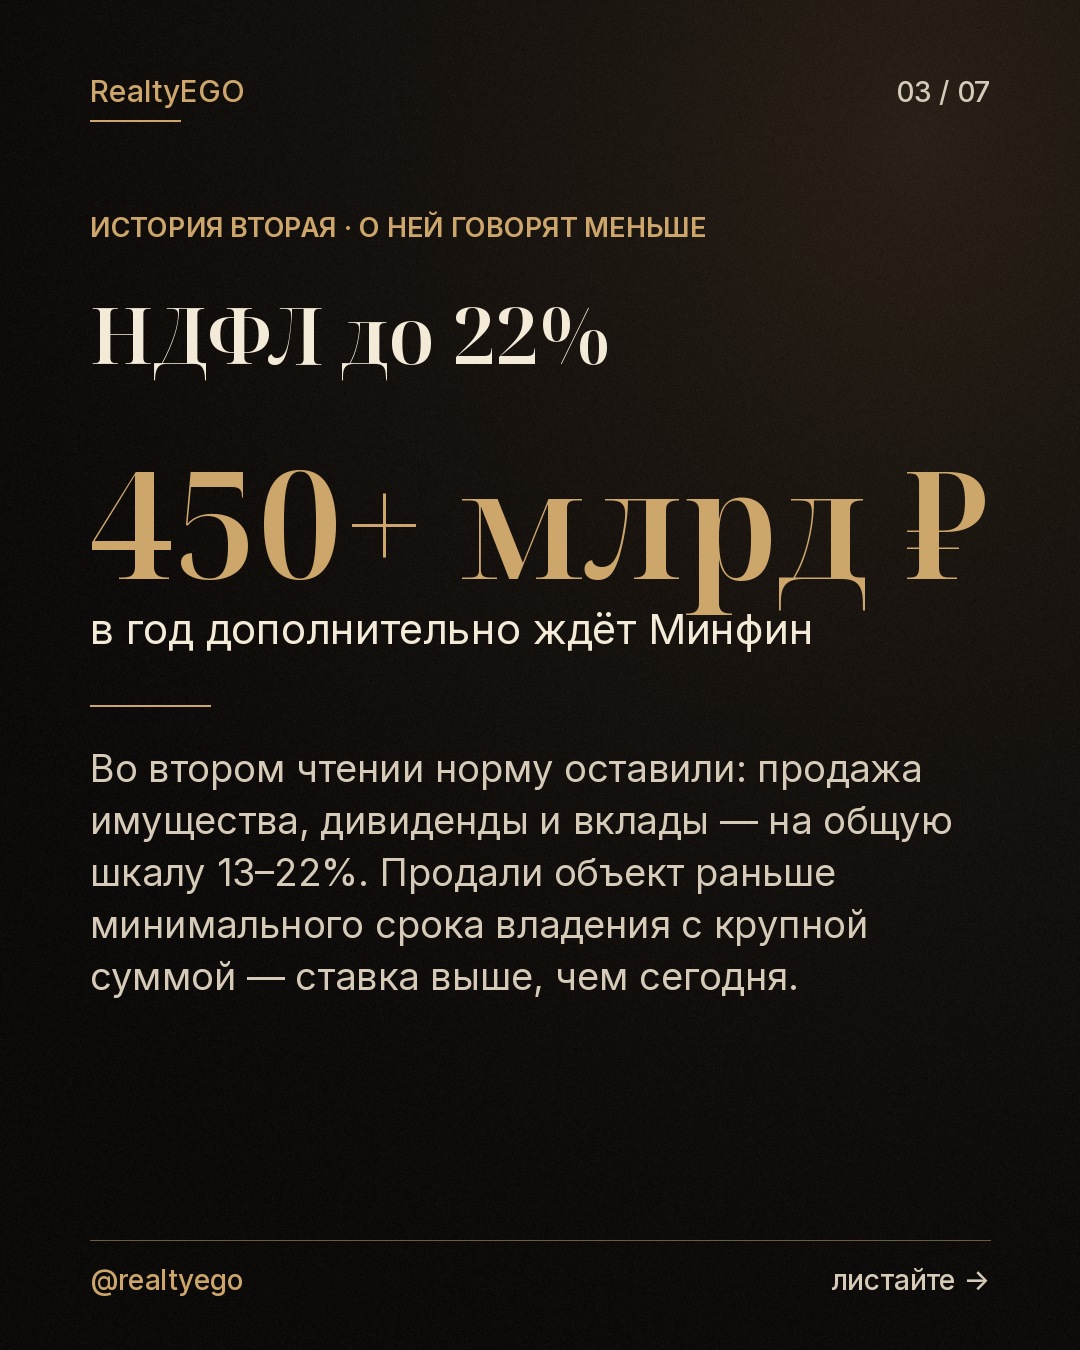 RealtyEGO
03 / 07
ИСТОРИЯ ВТОРАЯ · О НЕЙ ГОВОРЯТ МЕНЬШЕ
НДФЛ до 22%
450+ млрд ₽
в год дополнительно ждёт Минфин
Во втором чтении норму оставили: продажа
имущества, дивиденды и вклады — на общую
шкалу 13–22%. Продали объект раньше
минимального срока владения с крупной
суммой — ставка выше, чем сегодня.
@realtyego
листайте →